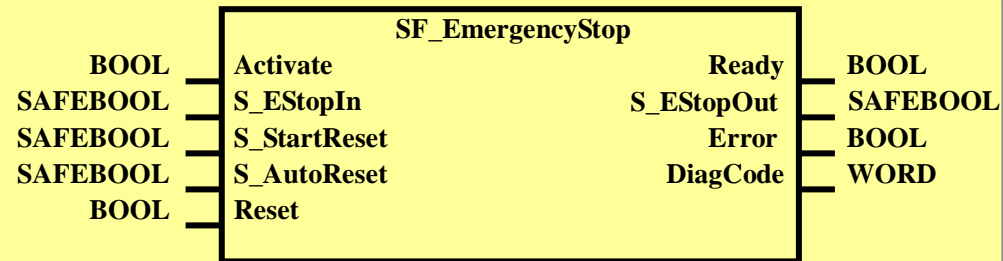 SF_EmergencyStop
BOOL Activate Ready BOOL
SAFEBOOL S_EStopIn S_EStopOut SAFEBOOL
SAFEBOOL S_StartReset Error BOOL
SAFEBOOL S_AutoReset DiagCode WORD
BOOL Reset